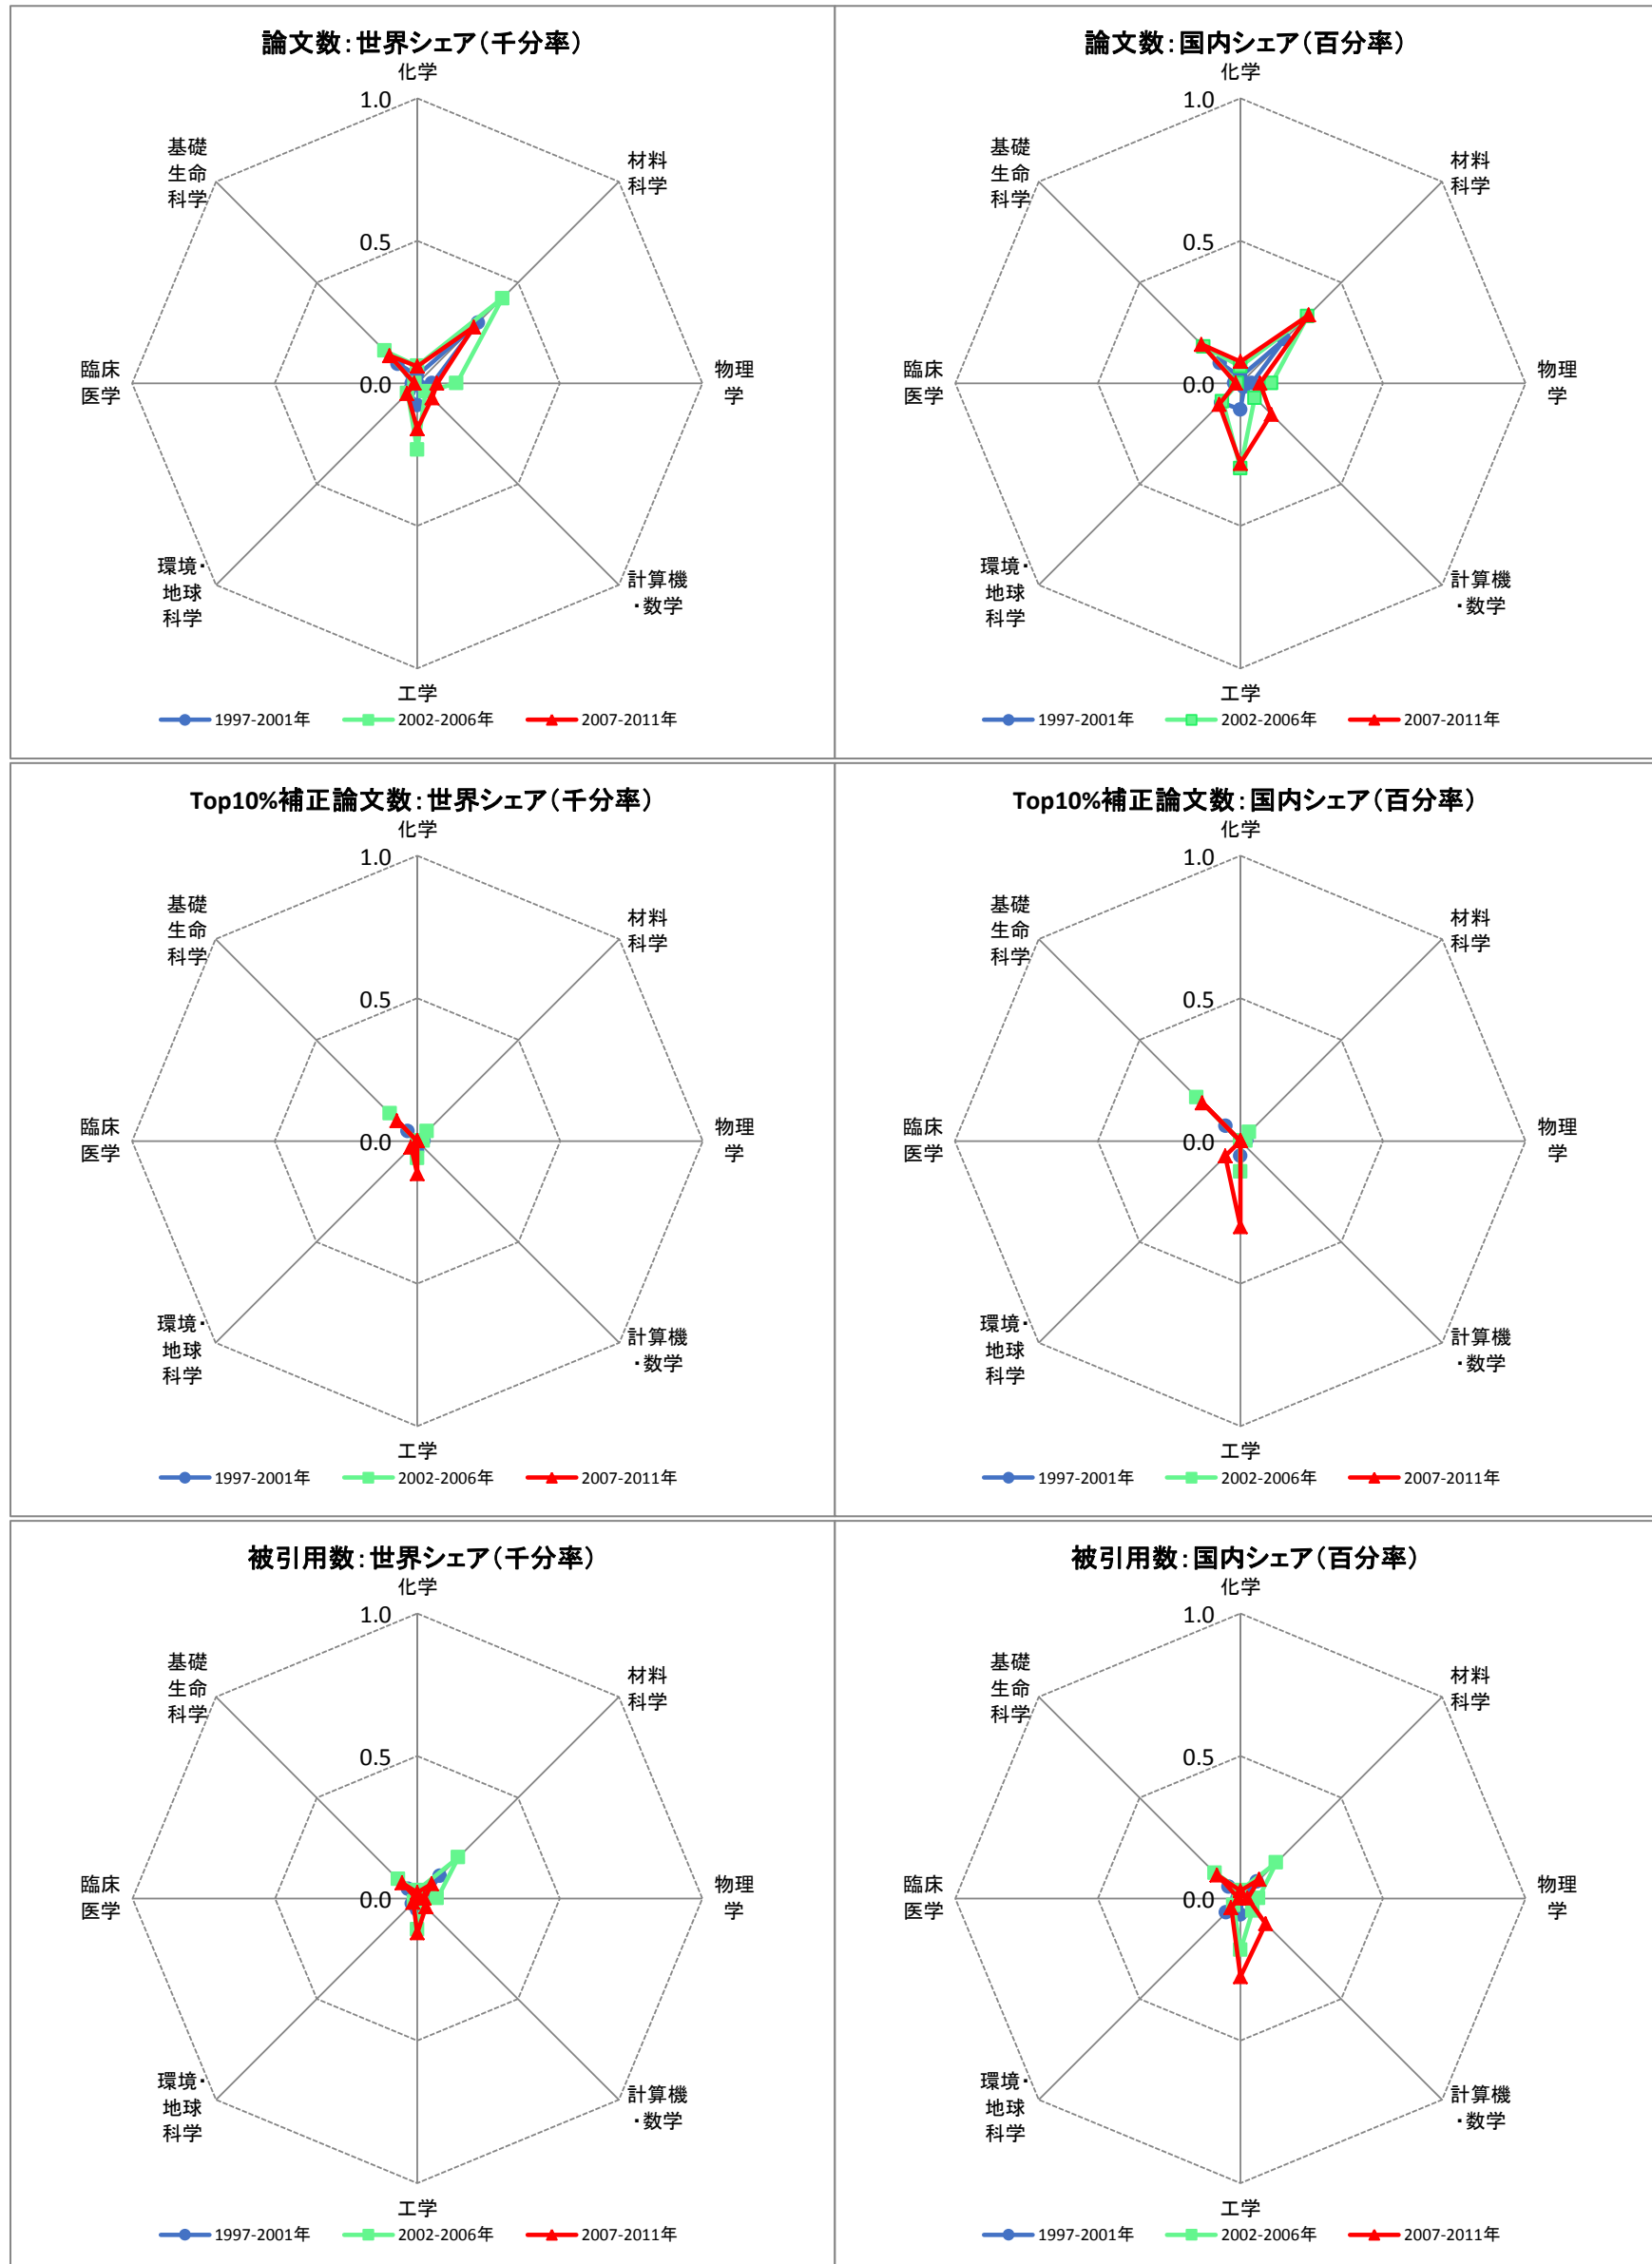 論文数：世界シェア（千分率）
化学
1.0
基礎
生命
科学
材料
科学
0.5
臨床
医学
0.0
物理
学
環境・
地球
科学
計算機
・数学
工学
1997-2001年
2002-2006年
2007-2011年
論文数：国内シェア（百分率）
化学
1.0
基礎
生命
科学
材料
科学
0.5
臨床
医学
0.0
物理
学
環境・
地球
科学
計算機
・数学
工学
1997-2001年
2002-2006年
2007-2011年
Top10%補正論文数：世界シェア（千分率）
化学
1.0
基礎
生命
科学
材料
科学
0.5
臨床
医学
0.0
物理
学
環境・
地球
科学
計算機
・数学
工学
1997-2001年
2002-2006年
2007-2011年
Top10%補正論文数：国内シェア（百分率）
化学
1.0
基礎
生命
科学
材料
科学
0.5
臨床
医学
0.0
物理
学
環境・
地球
科学
計算機
・数学
工学
1997-2001年
2002-2006年
2007-2011年
被引用数：世界シェア（千分率）
化学
1.0
基礎
生命
科学
材料
科学
0.5
臨床
医学
0.0
物理
学
環境・
地球
科学
計算機
・数学
工学
1997-2001年
2002-2006年
2007-2011年
被引用数：国内シェア（百分率）
化学
1.0
基礎
生命
科学
材料
科学
0.5
臨床
医学
0.0
物理
学
環境・
地球
科学
計算機
・数学
工学
1997-2001年
2002-2006年
2007-2011年